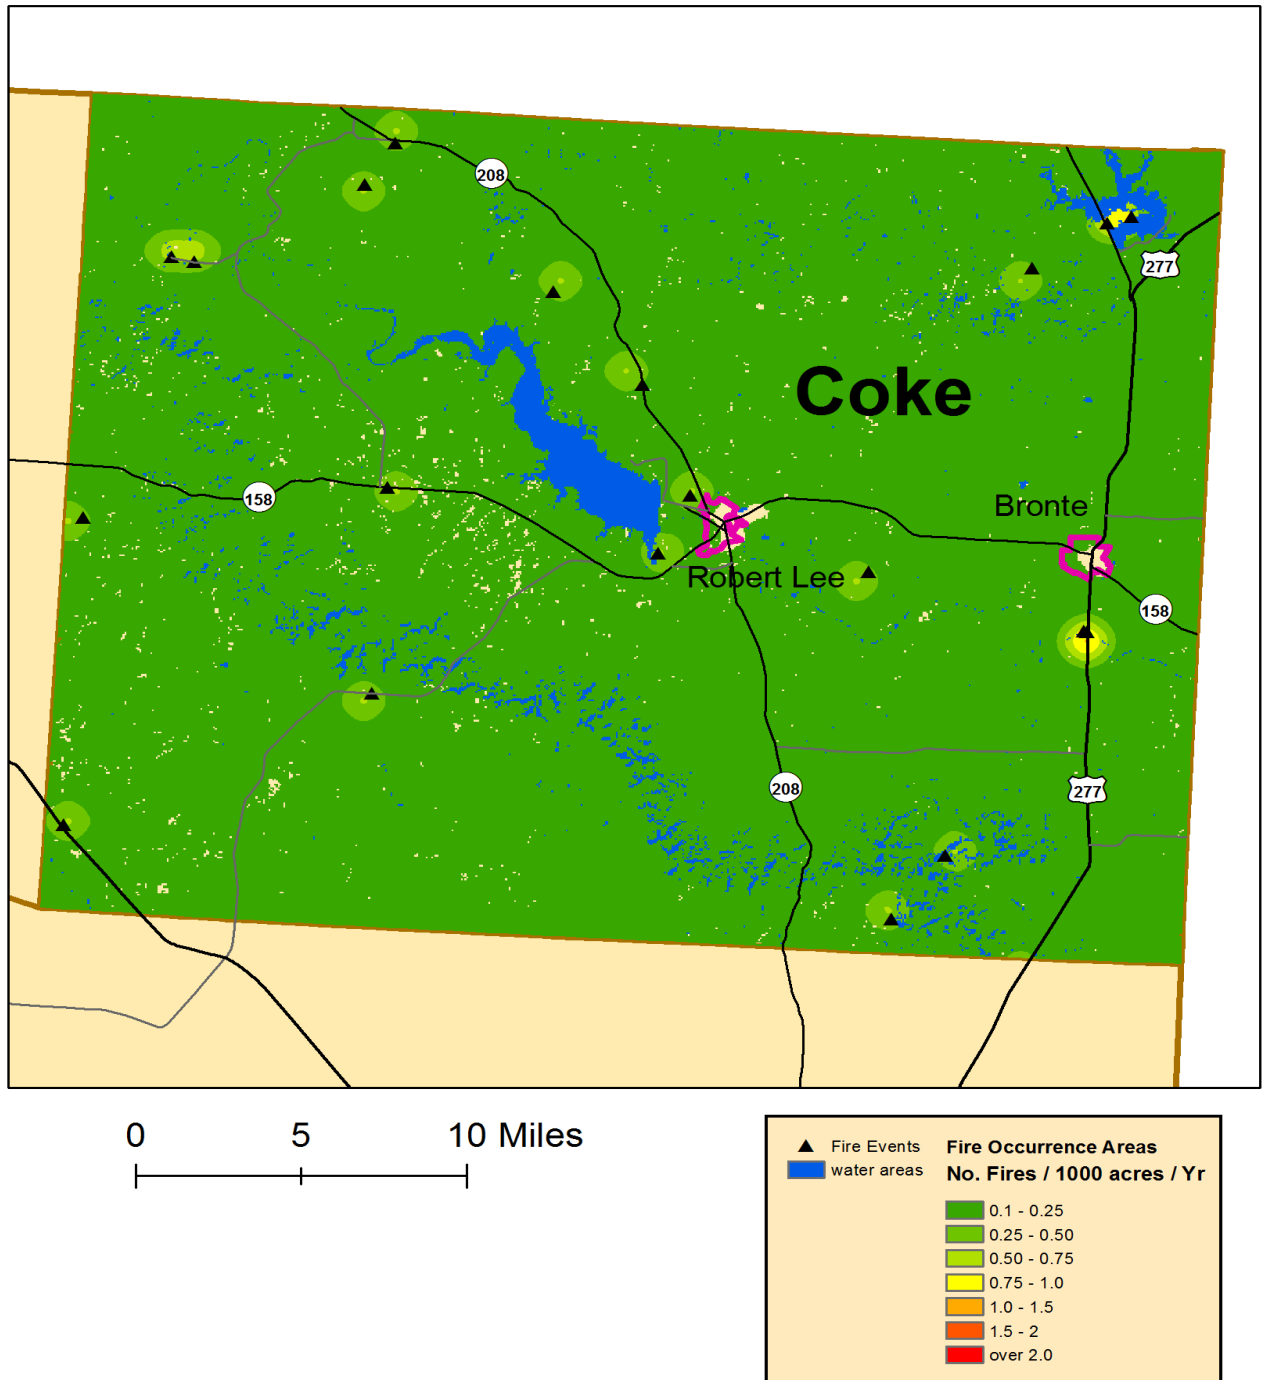 208
277
Coke
158
Bronte
Robert Lee
158
208
277
0 5 10 Miles
Fire Events
water areas
Fire Occurrence Areas
No. Fires / 1000 acres / Yr
0.1 - 0.25
0.25 - 0.50
0.50 - 0.75
0.75 - 1.0
1.0 - 1.5
1.5 - 2
over 2.0